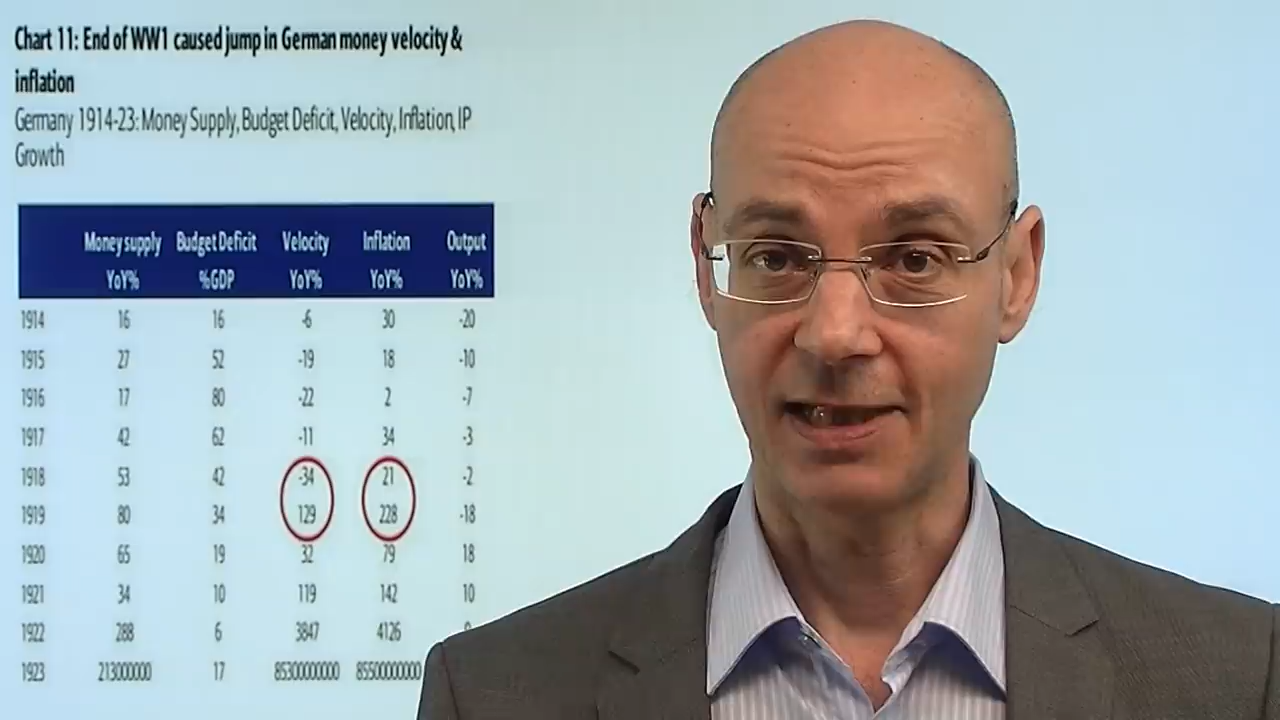 Chart 11: End of WW1 caused jump in German money velocity &
inflation
Germany 1914-23: Money Supply, Budget Deficit, Velocity, Inflation, IP
Growth
Money supply Budget Deficit Velocity Inflation Output
YoY% %GDP YoY% YoY% YoY%
1914 16 16 -6 30 -20
1915 27 52 -19 18 -10
1916 17 80 -22 2 -7
1917 42 62 -11 34 -3
1918 53 42 -34 21 -2
1919 80 34 129 228 -18
1920 65 19 32 79 18
1921 34 10 119 142 10
1922 288 6 3847 4126
1923 213000000 17 85300000000